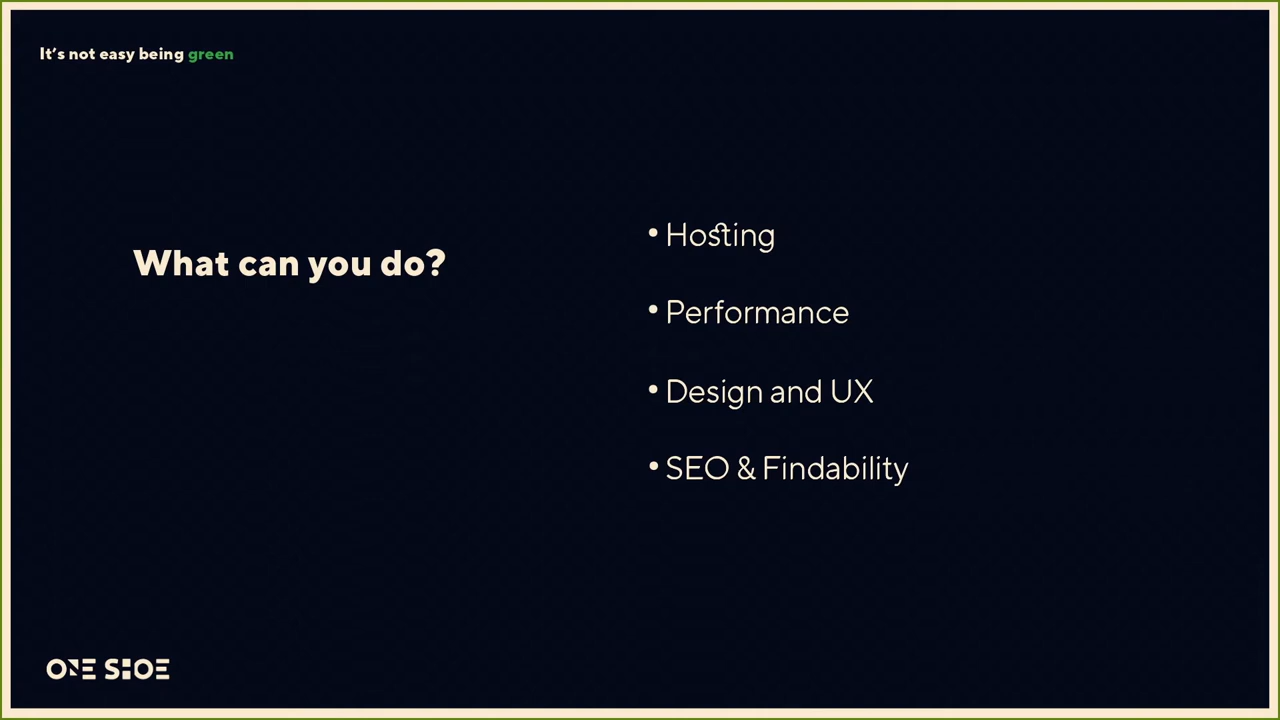 It's not easy being green
What can you do?
• Hosting
• Performance
• Design and UX
• SEO & Findability
ONE SHOE